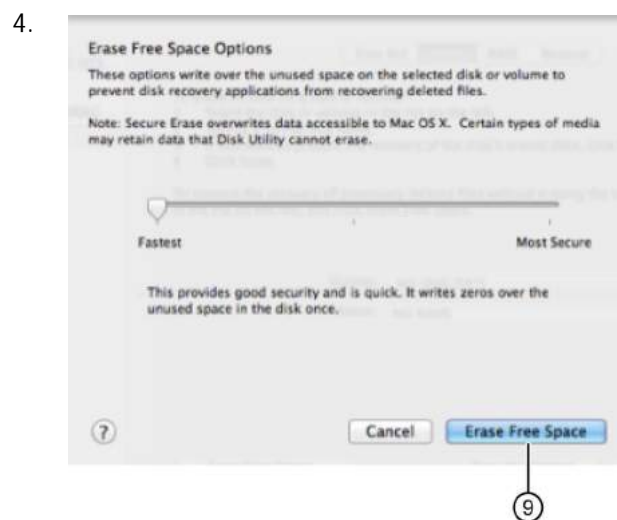 4.
Erase Free Space Options
These options write over the unused space on the selected disk or volume to
prevent disk recovery applications from recovering deleted files.
Note: Secure Erase overwrites data accessible to Mac OS X. Certain types of media
may retain data that Disk Utility cannot erase.
Fastest
Most Secure
This provides good security and is quick. It writes zeros over the
unused space in the disk once.
?
Cancel
Erase Free Space
9